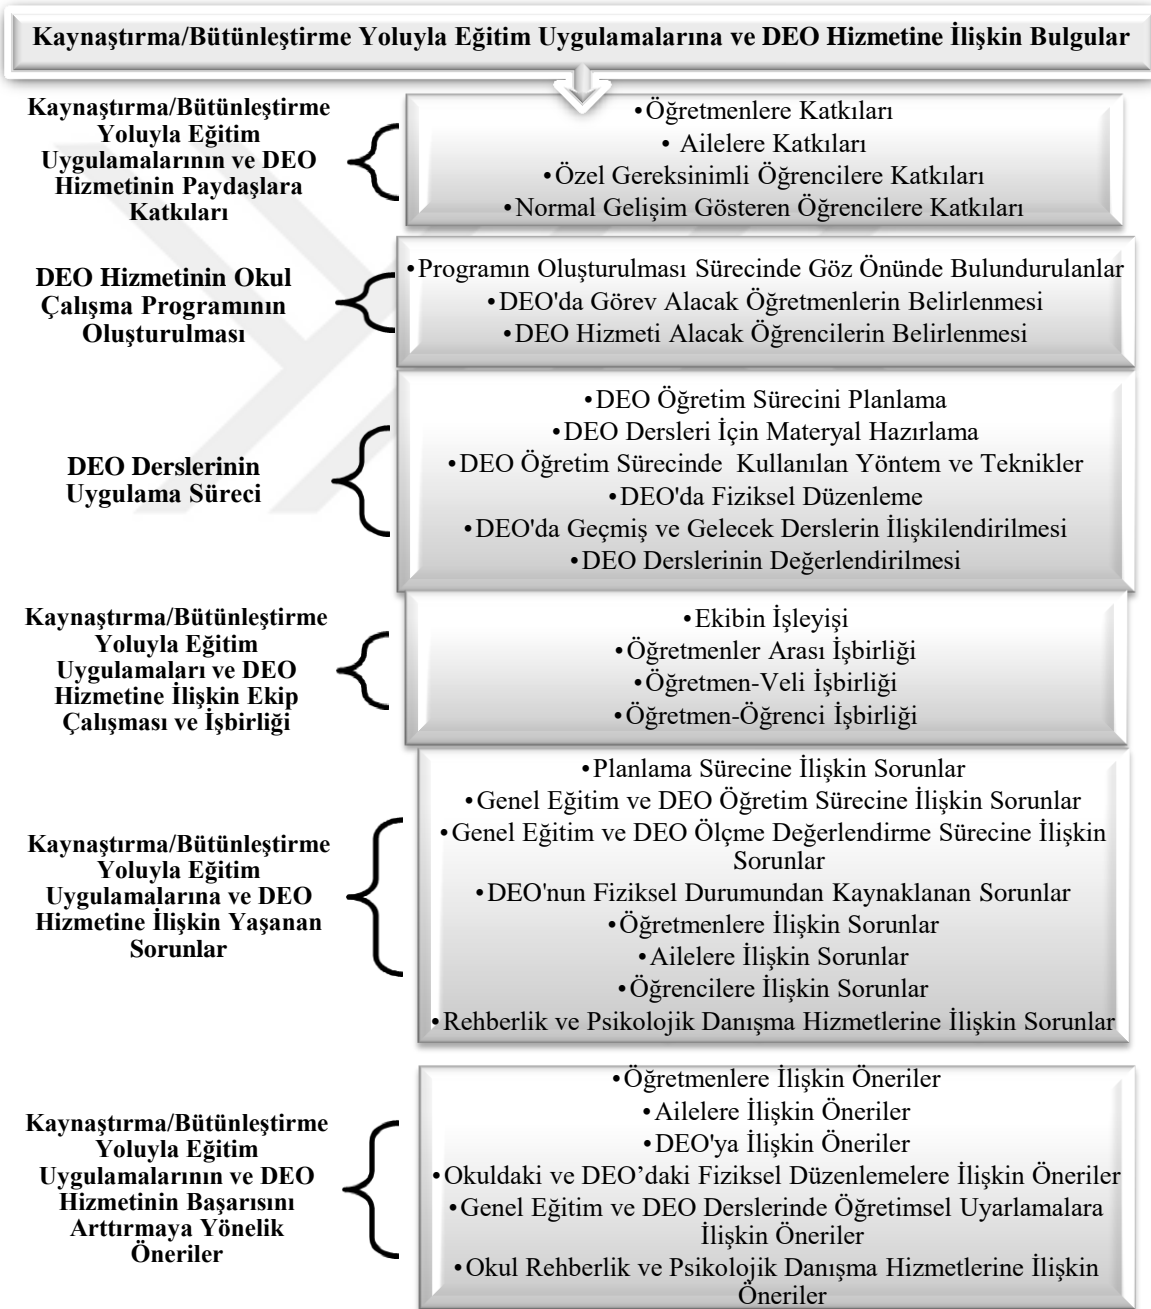 Kaynaştırma/Bütünleştirme Yoluyla Eğitim Uygulamalarına ve DEO Hizmetine İlişkin Bulgular
Kaynaştırma/Bütünleştirme
Yoluyla Eğitim
Uygulamalarının ve DEO
Hizmetinin Paydaşlara
Katkıları
•Öğretmenlere Katkıları
• Ailelere Katkıları
•Özel Gereksinimli Öğrencilere Katkıları
•Normal Gelişim Gösteren Öğrencilere Katkıları
DEO Hizmetinin Okul
Çalışma Programının
Oluşturulması
•Programın Oluşturulması Sürecinde Göz Önünde Bulundurulanlar
•DEO'da Görev Alacak Öğretmenlerin Belirlenmesi
•DEO Hizmeti Alacak Öğrencilerin Belirlenmesi
DEO Derslerinin
Uygulama Süreci
•DEO Öğretim Sürecini Planlama
•DEO Dersleri İçin Materyal Hazırlama
•DEO Öğretim Sürecinde Kullanılan Yöntem ve Teknikler
•DEO'da Fiziksel Düzenleme
•DEO'da Geçmiş ve Gelecek Derslerin İlişkilendirilmesi
•DEO Derslerinin Değerlendirilmesi
Kaynaştırma/Bütünleştirme
Yoluyla Eğitim
Uygulamaları ve DEO
Hizmetine İlişkin Ekip
Çalışması ve İşbirliği
•Ekibin İşleyişi
•Öğretmenler Arası İşbirliği
•Öğretmen-Veli İşbirliği
•Öğretmen-Öğrenci İşbirliği
Kaynaştırma/Bütünleştirme
Yoluyla Eğitim
Uygulamalarına ve DEO
Hizmetine İlişkin Yaşanan
Sorunlar
•Planlama Sürecine İlişkin Sorunlar
•Genel Eğitim ve DEO Öğretim Sürecine İlişkin Sorunlar
•Genel Eğitim ve DEO Ölçme Değerlendirme Sürecine İlişkin
Sorunlar
•DEO'nun Fiziksel Durumundan Kaynaklanan Sorunlar
•Öğretmenlere İlişkin Sorunlar
•Ailelere İlişkin Sorunlar
•Öğrencilere İlişkin Sorunlar
•Rehberlik ve Psikolojik Danışma Hizmetlerine İlişkin Sorunlar
Kaynaştırma/Bütünleştirme
Yoluyla Eğitim
Uygulamalarının ve DEO
Hizmetinin Başarısını
Arttırmaya Yönelik
Öneriler
•Öğretmenlere İlişkin Öneriler
•Ailelere İlişkin Öneriler
•DEO'ya İlişkin Öneriler
•Okuldaki ve DEO’daki Fiziksel Düzenlemelere İlişkin Öneriler
•Genel Eğitim ve DEO Derslerinde Öğretimsel Uyarlamalara
İlişkin Öneriler
•Okul Rehberlik ve Psikolojik Danışma Hizmetlerine İlişkin
Öneriler